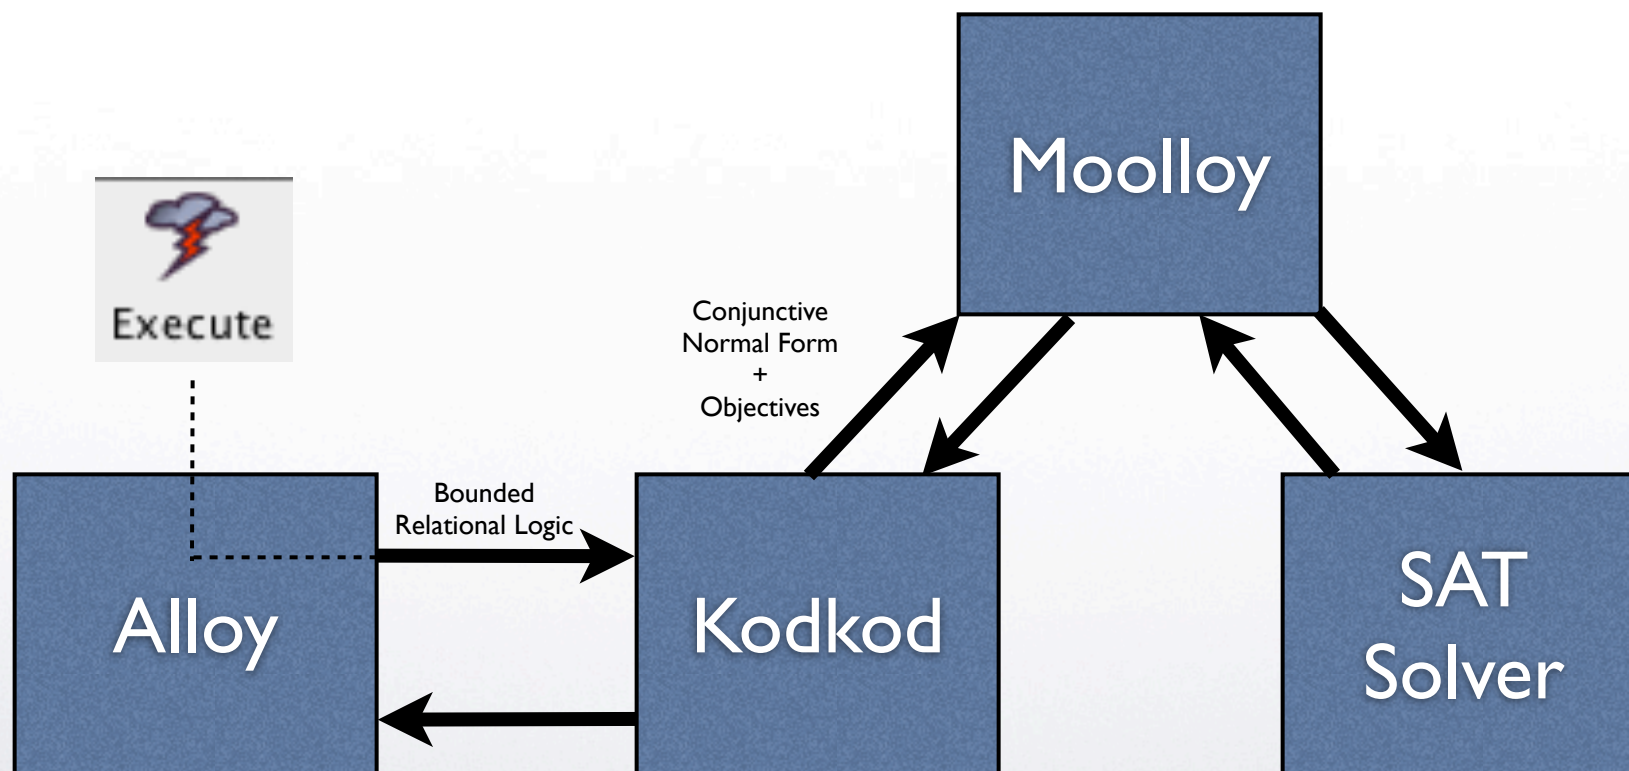 Moolloy
Execute
Conjunctive
Normal Form
+
Objectives
Bounded
Relational Logic
Alloy
Kodkod
SAT
Solver